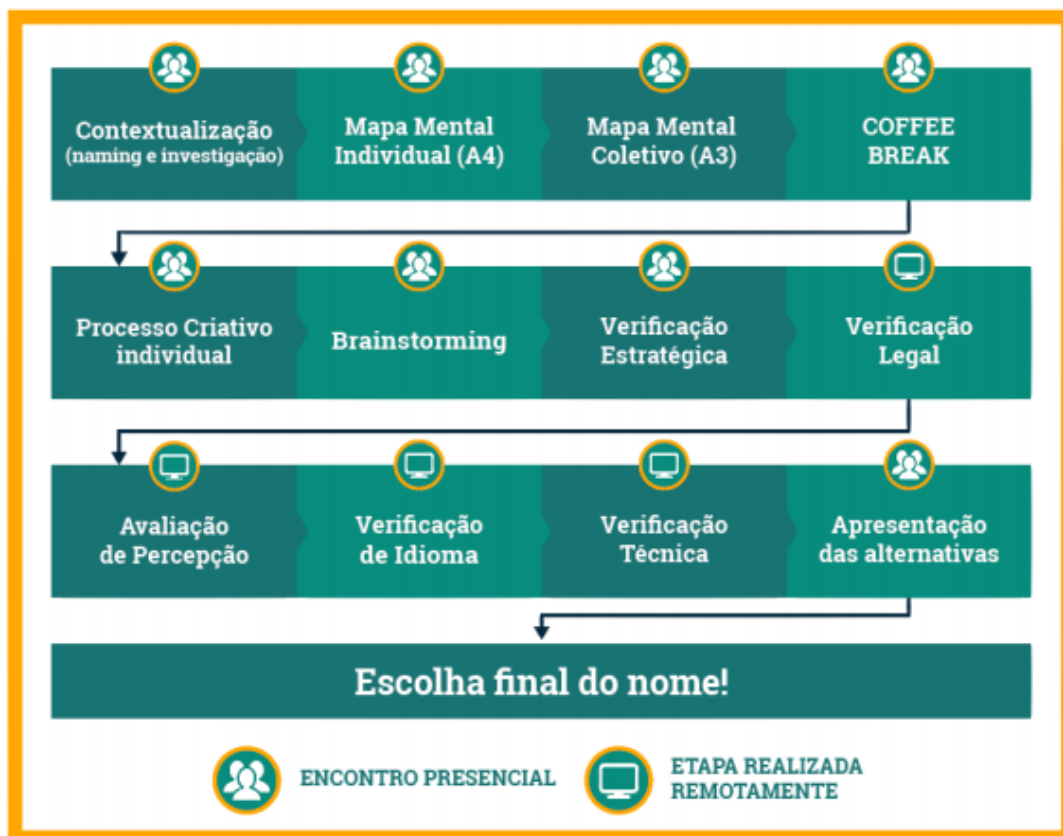 Contextualização
(naming e investigação)
Mapa Mental
Individual (A4)
Mapa Mental
Coletivo (A3)
COFFEE
BREAK
Processo Criativo
individual
Brainstorming
Verificação
Estratégica
Verificação
Legal
Avaliação
de Percepção
Verificação
de Idioma
Verificação
Técnica
Apresentação
das alternativas
Escolha final do nome!
ENCONTRO PRESENCIAL
ETAPA REALIZADA
REMOTAMENTE